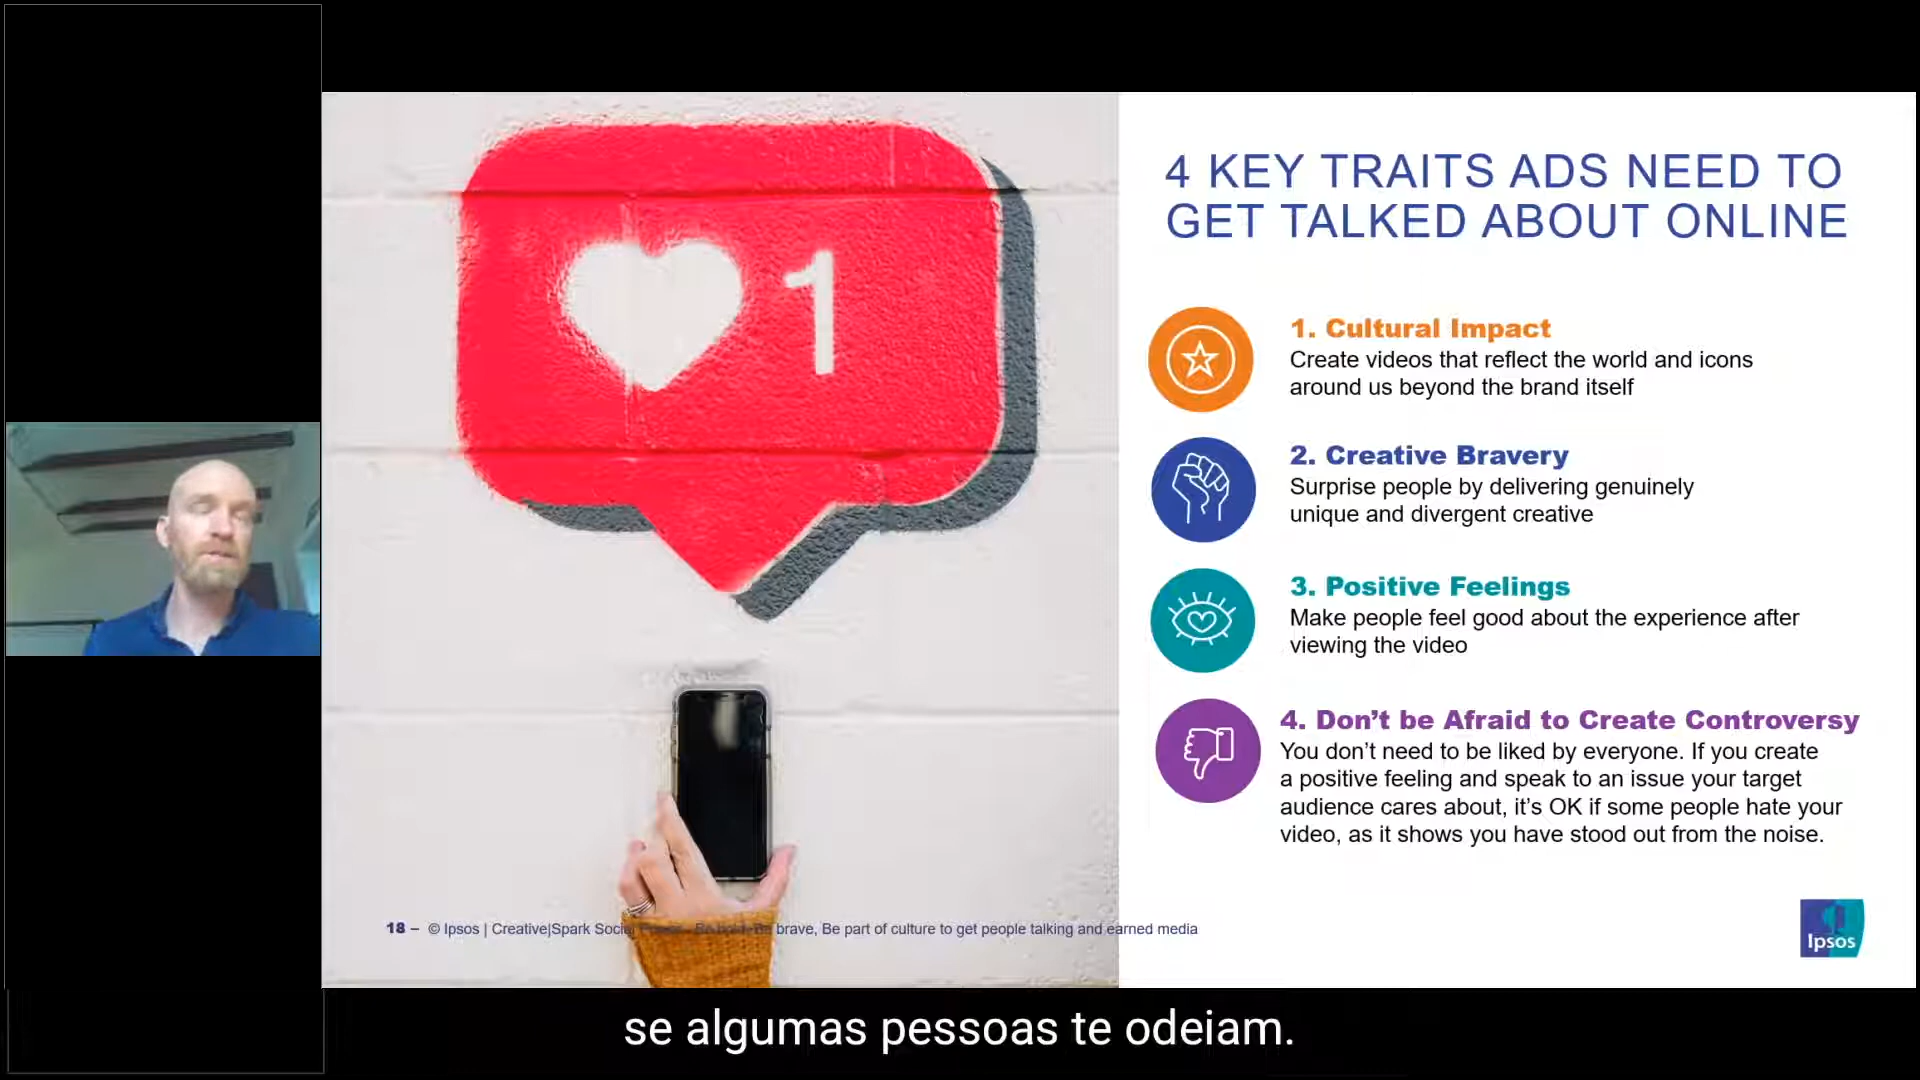 1
4 KEY TRAITS ADS NEED TO
GET TALKED ABOUT ONLINE
1. Cultural Impact
Create videos that reflect the world and icons
around us beyond the brand itself
2. Creative Bravery
Surprise people by delivering genuinely
unique and divergent creative
3. Positive Feelings
Make people feel good about the experience after
viewing the video
4. Don’t be Afraid to Create Controversy
You don’t need to be liked by everyone. If you create
a positive feeling and speak to an issue your target
audience cares about, it’s OK if some people hate your
video, as it shows you have stood out from the noise.
18 – © Ipsos | Creative|Spark Social brave, Be part of culture to get people talking and earned media
Ipsos
se algumas pessoas te odeiam.